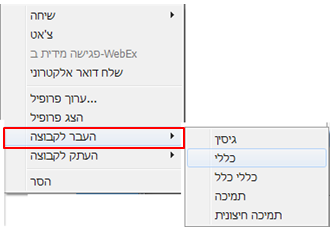 שיחה
צ'אט
פגישה מידית ב-WebEx
שלח דואר אלקטרוני
ערוך פרופיל...
הצג פרופיל
העבר לקבוצה
העתק לקבוצה
הסר
גיסין
כללי
כללי כלל
תמיכה
תמיכה חיצונית